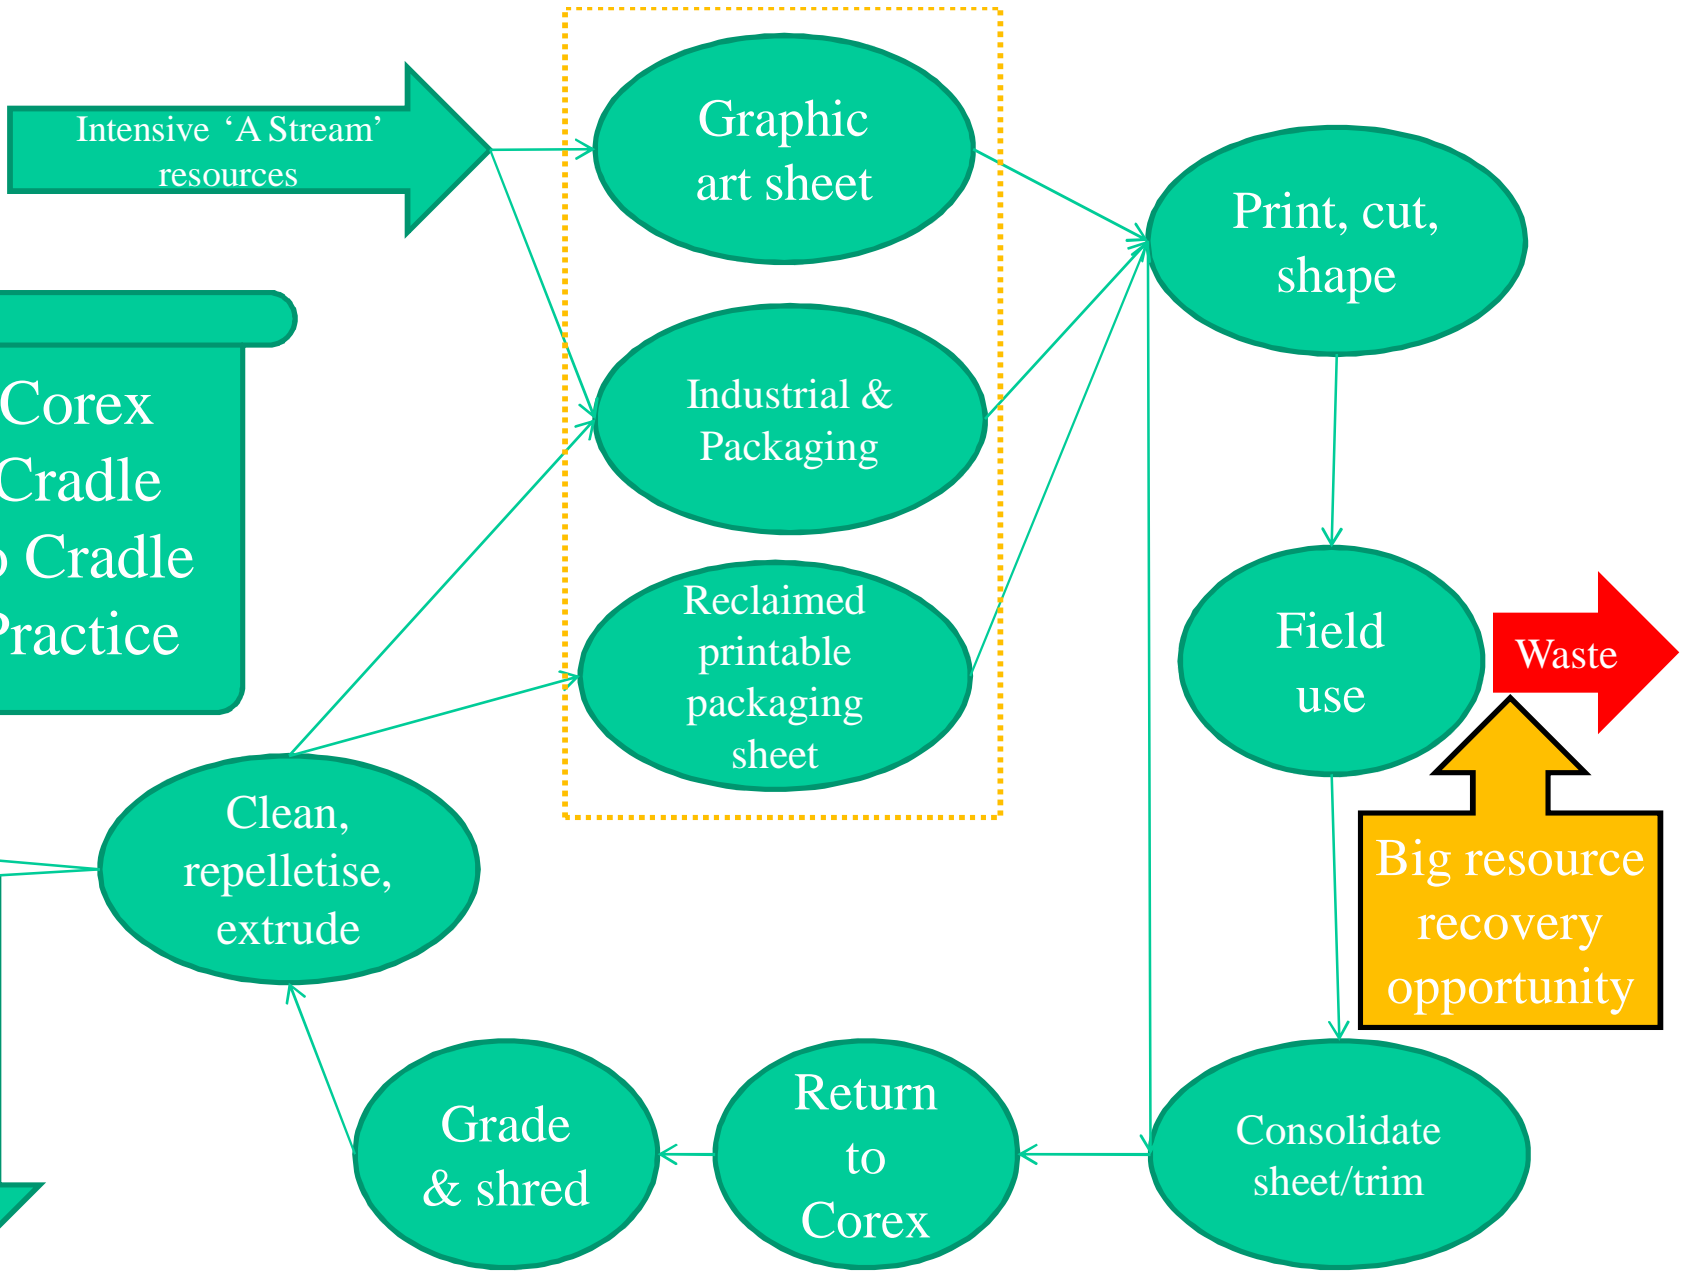 Intensive ‘A Stream’
resources
Graphic
art sheet
Print, cut,
shape
Corex
Cradle
Cradle
Practice
Industrial &
Packaging
Reclaimed
printable
packaging
sheet
Field
use
Waste
Big resource
recovery
opportunity
Clean,
repelletise,
extrude
Grade
& shred
Return
to
Corex
Consolidate
sheet/trim